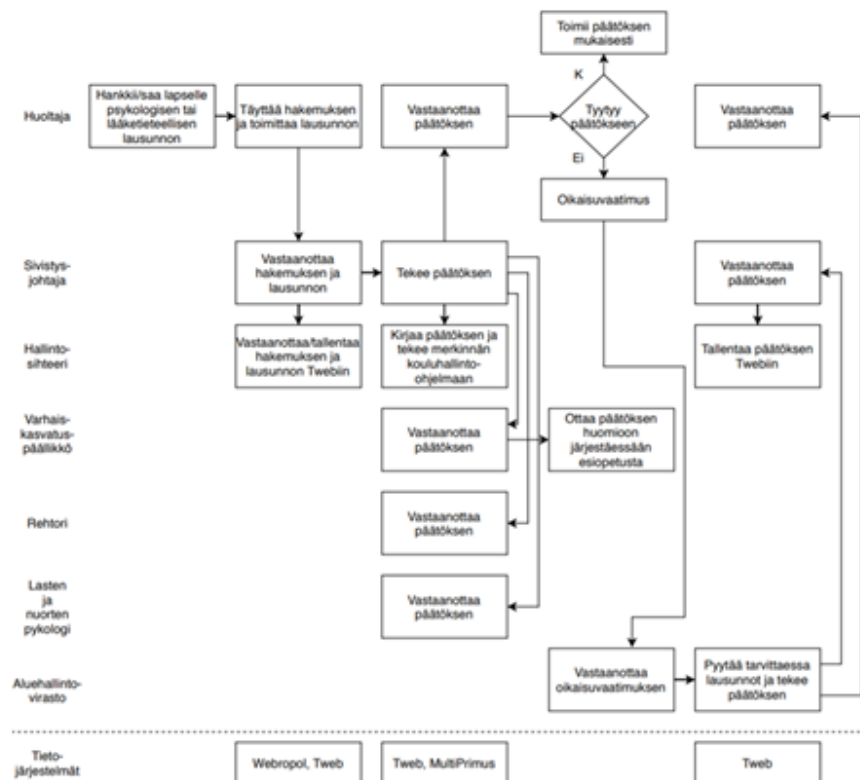 Toimii päätöksen
mukaisesti
K
Huoltaja
Hankkii/saa lapselle
psykologisen tai
lääketieteellisen
lausunnon
Täyttää hakemuksen
ja toimittaa lausunnon
Vastaanottaa
päätöksen
Tyytyy
päätökseen
Vastaanottaa
päätöksen
Ei
Oikaisuvaatimus
Sivistys-
johtaja
Vastaanottaa
hakemuksen ja
lausunnon
Tekee päätöksen
Vastaanottaa
päätöksen
Hallinto-
sihteeri
Vastaanottaa/tallentaa
hakemuksen ja
lausunnon Twebiin
Kirjaa päätöksen ja
tekee merkinnän
kouluhallinto-
ohjelmaan
Tallentaa päätöksen
Twebiin
Varhais-
kasvatus-
päällikkö
Vastaanottaa
päätöksen
Ottaa päätöksen
huomioon
järjestäessään
esiopetusta
Rehtori
Vastaanottaa
päätöksen
Lasten
ja
nuorten
pykologi
Vastaanottaa
päätöksen
Aluehallinto-
virasto
Vastaanottaa
oikaisuvaatimuksen
Pyytää tarvittaessa
lausunnot ja tekee
päätöksen
Tieto-
järjestelmät
Webropol, Tweb
Tweb, MultiPrimus
Tweb